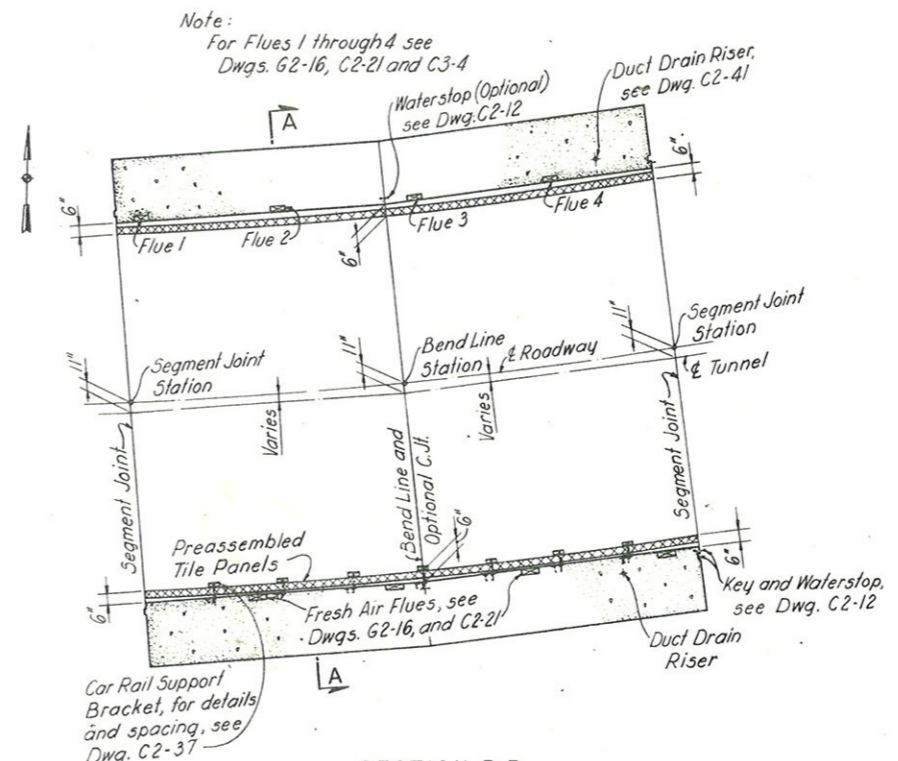 Note:
For Flues 1 through 4 see
Dwgs. G2-16, C2-21 and C3-4
Duct Drain Riser,
see Dwg. C2-41
Waterstop (Optional)
see Dwg. C2-12
A
6"
6"
Flue 1
Flue 2
6"
Flue 3
Flue 4
11"
Segment Joint
Station
11"
Bend Line
Station
℄ Roadway
11"
Segment Joint
Station
℄ Tunnel
Varies
Varies
Segment Joint
Bend Line and
Optional C.Jt.
Segment Joint
6"
Preassembled
Tile Panels
6"
6"
Fresh Air Flues, see
Dwgs. G2-16, and C2-21
Key and Waterstop,
see Dwg. C2-12
Duct Drain
Riser
A
Car Rail Support
Bracket, for details
and spacing, see
Dwg. C2-37